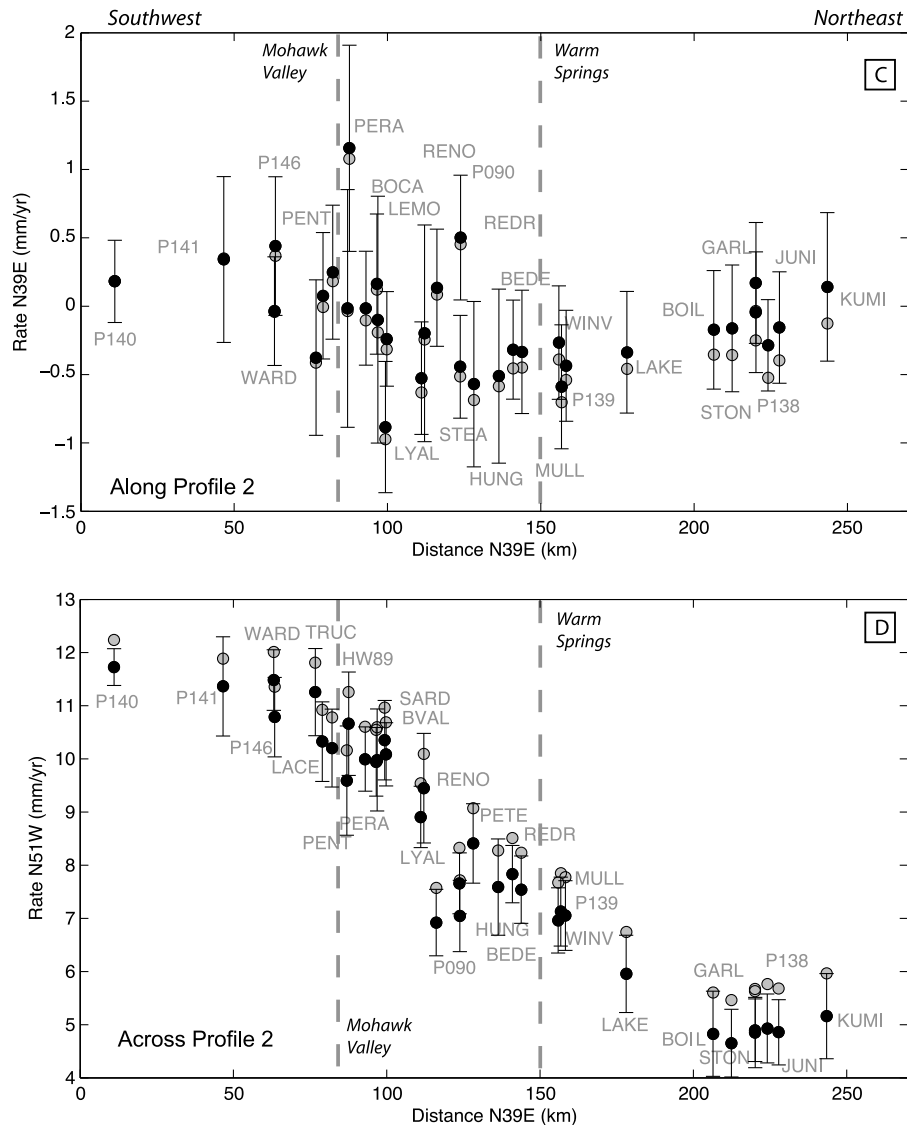 Southwest
Northeast
2
Mohawk
Valley
Warm
Springs
C
1.5
PERA
1
RENO
P146
P090
BOCA
LEMO
REDR
0.5
PENT
P141
GARL
JUNI
BEDE
Rate N39E (mm/yr)
0
BOIL
KUMI
WINV
P140
LAKE
−0.5
WARD
P139
STON
P138
STEA
LYAL
−1
MULL
HUNG
Along Profile 2
−1.5
0
50
100
150
200
250
Distance N39E (km)
13
Warm
Springs
D
WARD
TRUC
12
HW89
P140
P141
SARD
11
BVAL
P146
LACE
10
RENO
PERA
PENT
PETE
9
REDR
LYAL
Rate N51W (mm/yr)
8
MULL
P139
7
HUNG
WINV
P090
BEDE
6
GARL
P138
LAKE
KUMI
5
BOIL
STON
JUNI
Mohawk
Valley
Across Profile 2
4
0
50
100
150
200
250
Distance N39E (km)